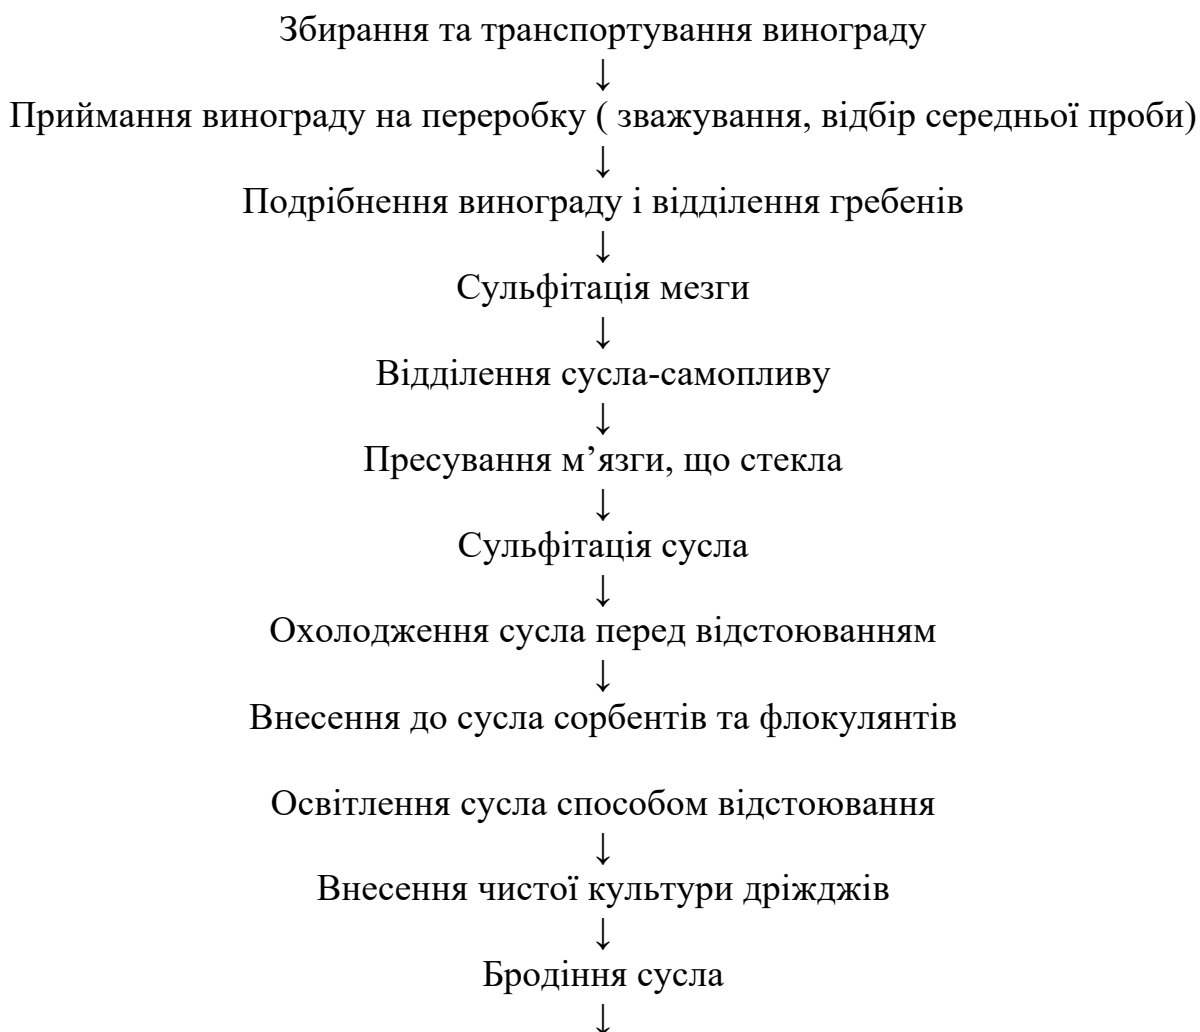 Збирання та транспортування винограду
↓
Приймання винограду на переробку ( зважування, відбір середньої проби)
↓
Подрібнення винограду і відділення гребенів
↓
Сульфітація мезги
↓
Відділення сусла-самопливу
↓
Пресування м’язги, що стекла
↓
Сульфітація сусла
↓
Охолодження сусла перед відстоюванням
↓
Внесення до сусла сорбентів та флокулянтів
Освітлення сусла способом відстоювання
↓
Внесення чистої культури дріжджів
↓
Бродіння сусла
↓